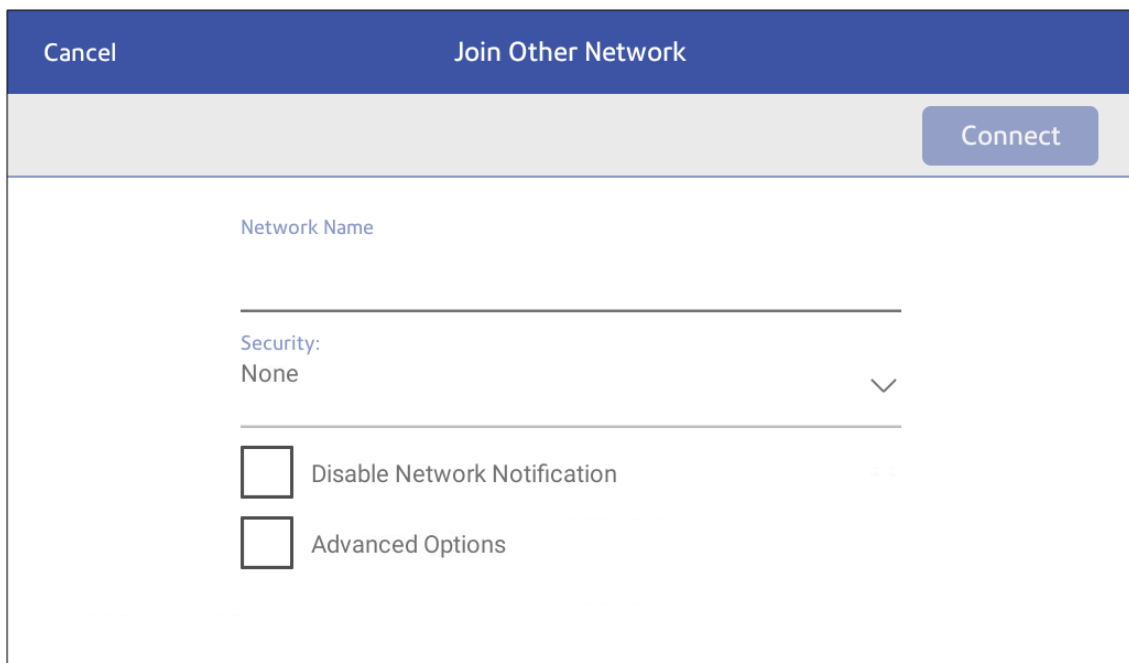 Cancel
Join Other Network
Connect
Network Name
Security:
None
Disable Network Notification
Advanced Options